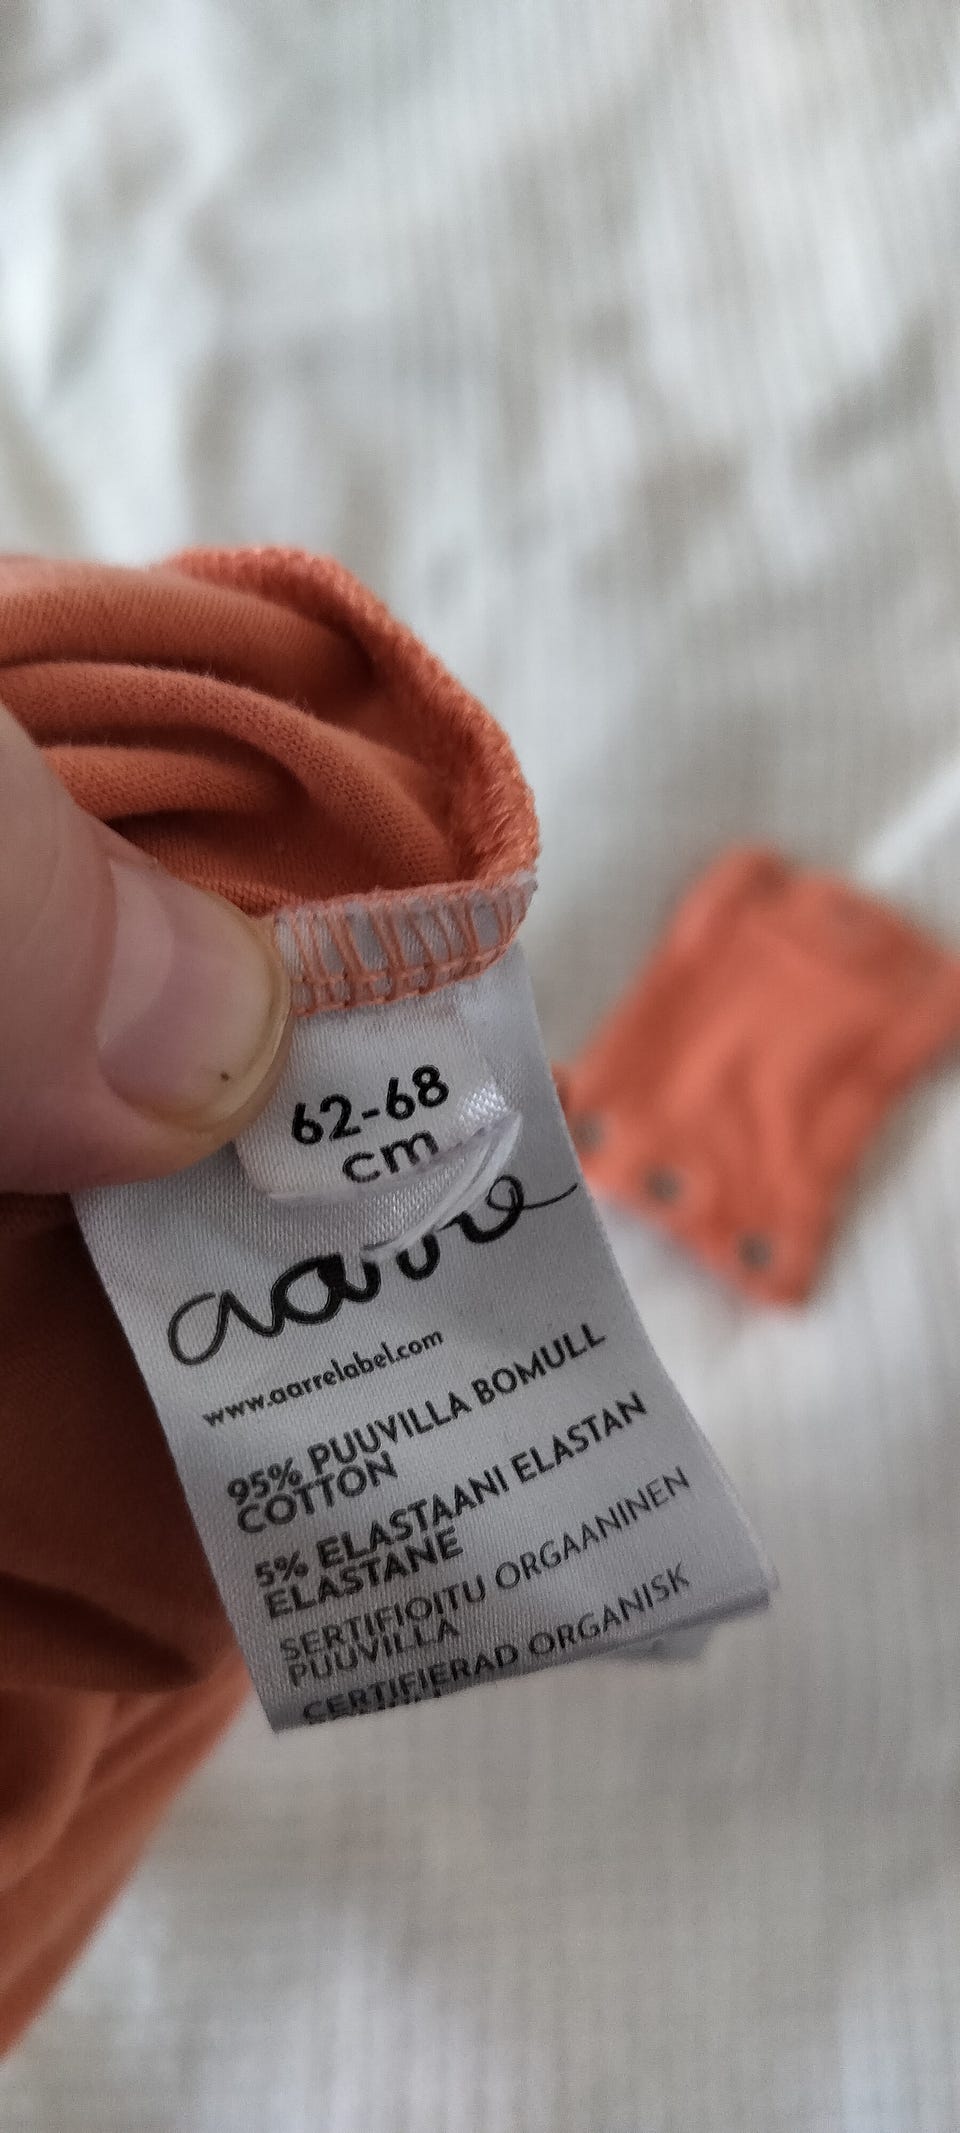 62-68
cm
aarre
www.aarrelabel.com
95% PUUVILLA BOMULL
COTTON
5% ELASTAANI ELASTAN
ELASTANE
SERTIFIOITU ORGAANINEN
PUUVILLA
CERTIFIERAD ORGANISK